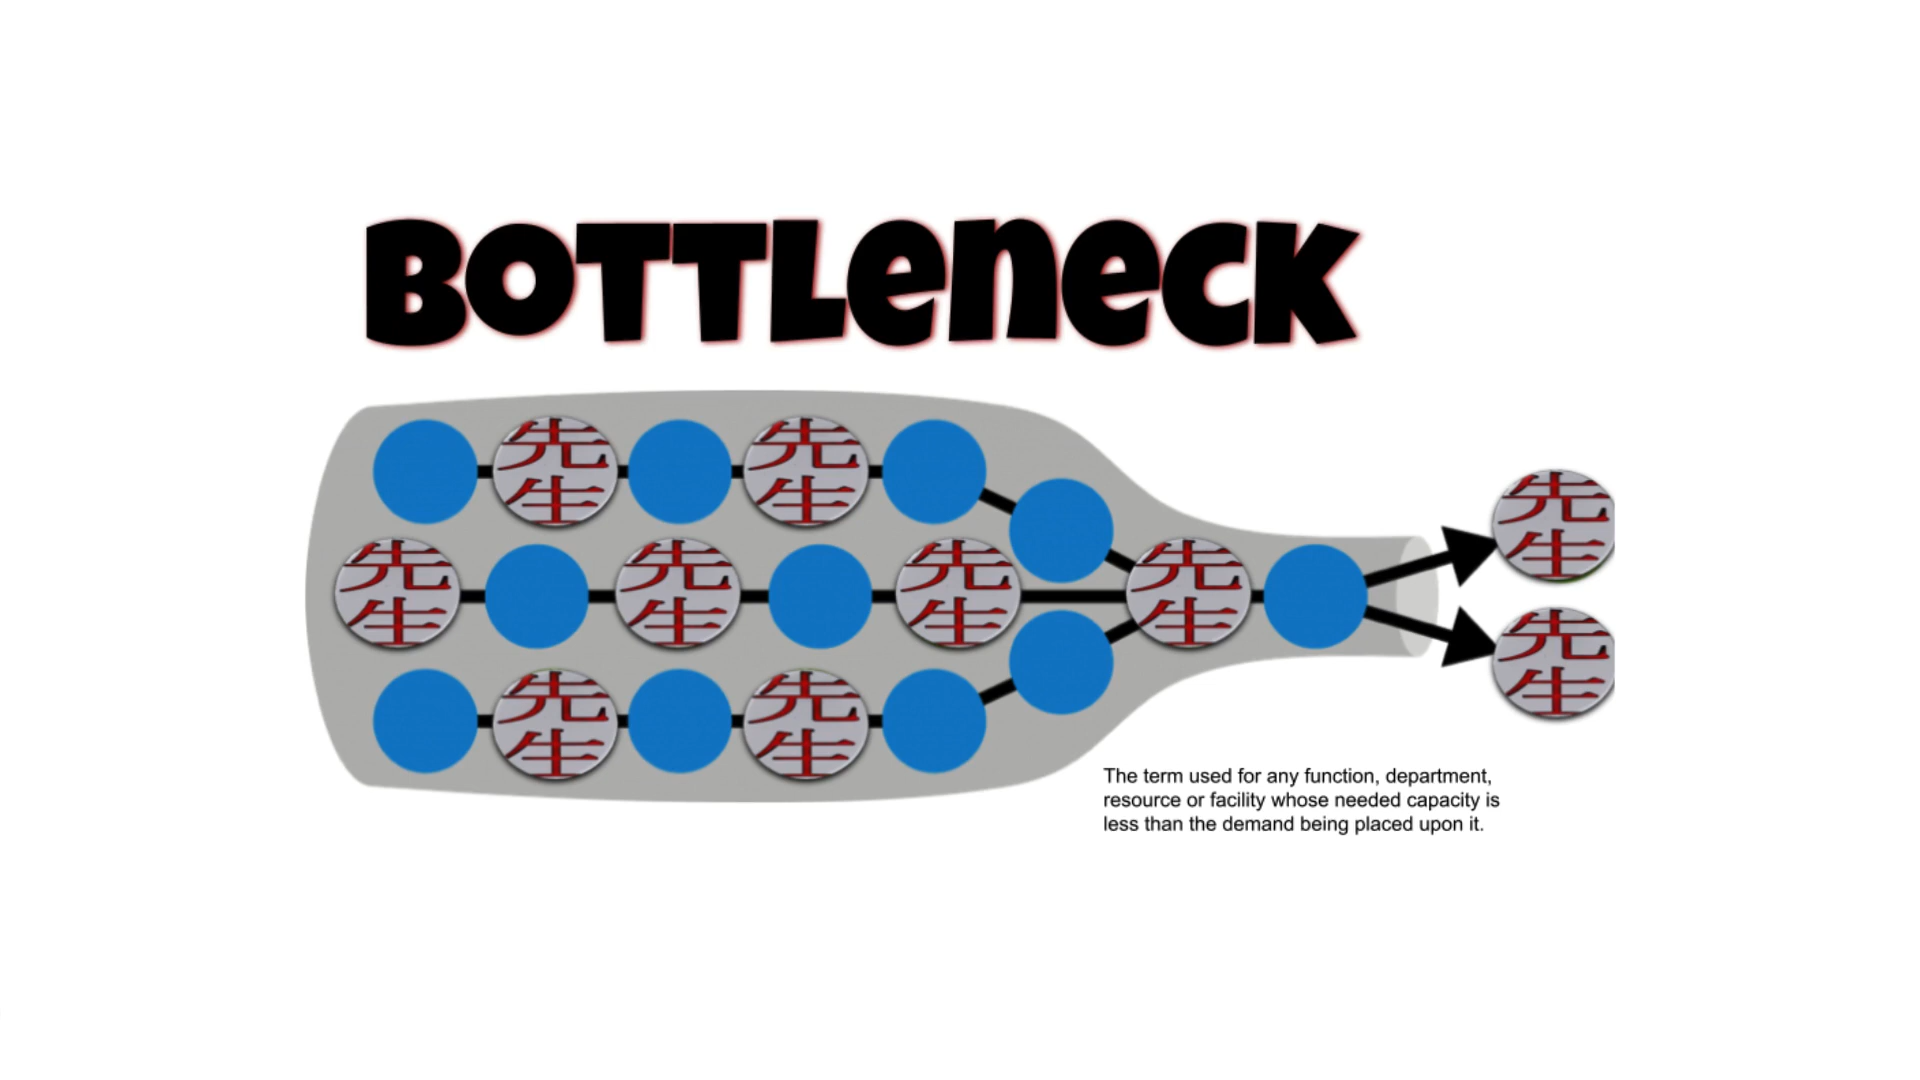 BOTTLeneCK
先生
先生
先生
先生
先生
先生
先生
先生
先生
先生
The term used for any function, department,
resource or facility whose needed capacity is
less than the demand being placed upon it.